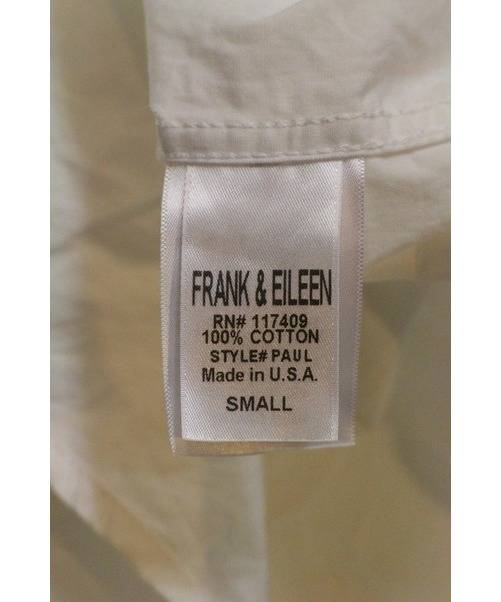 FRANK & EILEEN
RN# 117409
100% COTTON
STYLE# PAUL
Made in U.S.A.
SMALL